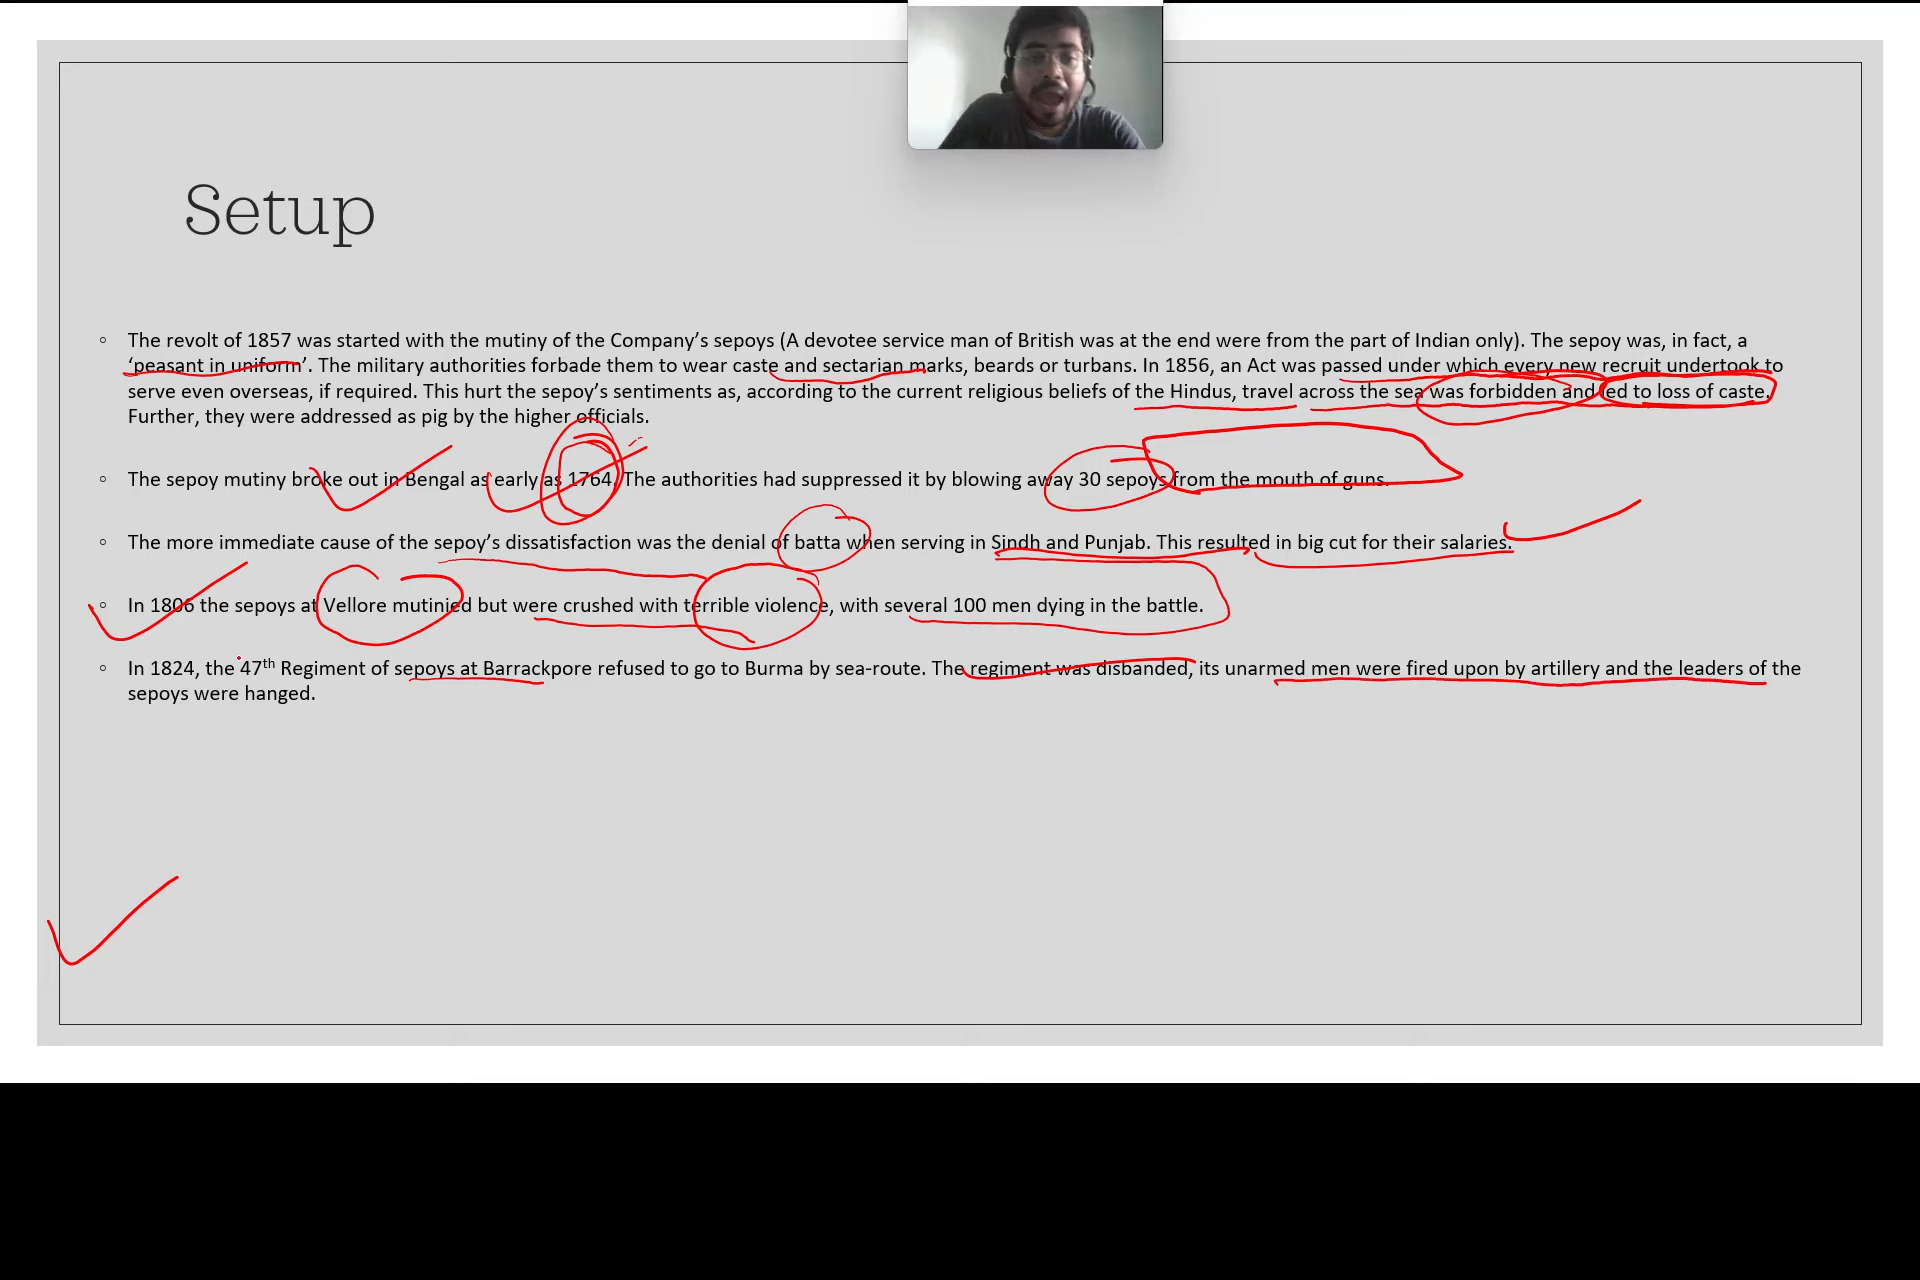 Setup
◦ The revolt of 1857 was started with the mutiny of the Company’s sepoys (A devotee service man of British was at the end were from the part of Indian only). The sepoy was, in fact, a
‘peasant in uniform’. The military authorities forbade them to wear caste and sectarian marks, beards or turbans. In 1856, an Act was passed under which every new recruit undertook to
serve even overseas, if required. This hurt the sepoy’s sentiments as, according to the current religious beliefs of the Hindus, travel across the sea was forbidden and led to loss of caste.
Further, they were addressed as pig by the higher officials.
◦ The sepoy mutiny broke out in Bengal as early as 1764. The authorities had suppressed it by blowing away 30 sepoys from the mouth of guns.
◦ The more immediate cause of the sepoy’s dissatisfaction was the denial of batta when serving in Sindh and Punjab. This resulted in big cut for their salaries.
◦ In 1806 the sepoys at Vellore mutinied but were crushed with terrible violence, with several 100 men dying in the battle.
◦ In 1824, the 47th Regiment of sepoys at Barrackpore refused to go to Burma by sea-route. The regiment was disbanded, its unarmed men were fired upon by artillery and the leaders of the
sepoys were hanged.